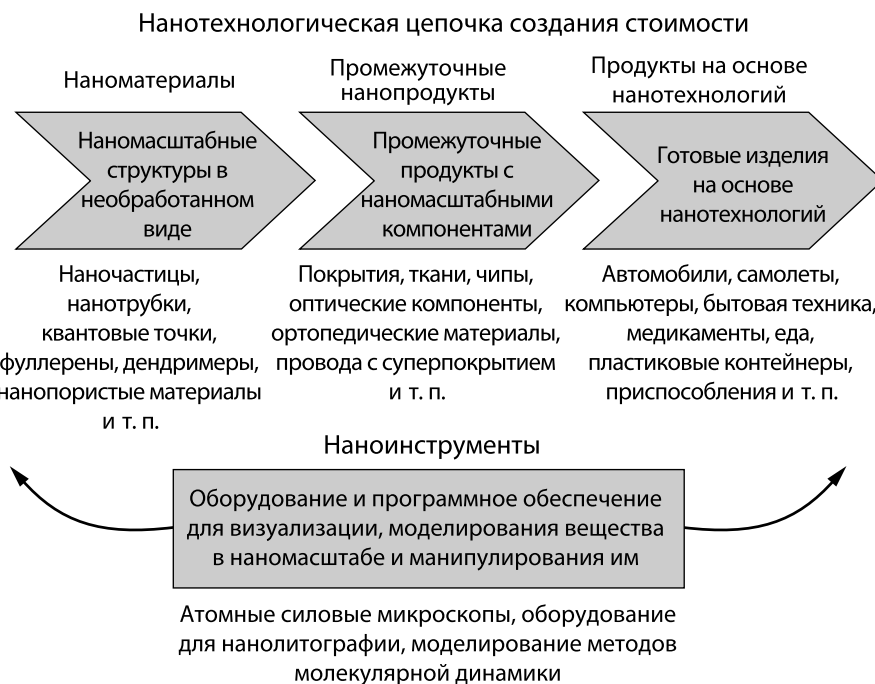 Нанотехнологическая цепочка создания стоимости
Наноматериалы
Наномасштабные
структуры в
необработанном
виде
Наночастицы,
нанотрубки,
квантовые точки,
фуллерены, дендримеры,
нанопористые материалы
и т. п.
Промежуточные
нанопродукты
Промежуточные
продукты с
наномасштабными
компонентами
Покрытия, ткани, чипы,
оптические компоненты,
ортопедические материалы,
провода с суперпокрытием
и т. п.
Продукты на основе
нанотехнологий
Готовые изделия
на основе
нанотехнологий
Автомобили, самолеты,
компьютеры, бытовая техника,
медикаменты, еда,
пластиковые контейнеры,
приспособления и т. п.
Наноинструменты
Оборудование и программное обеспечение
для визуализации, моделирования вещества
в наномасштабе и манипулирования им
Атомные силовые микроскопы, оборудование
для нанолитографии, моделирование методов
молекулярной динамики